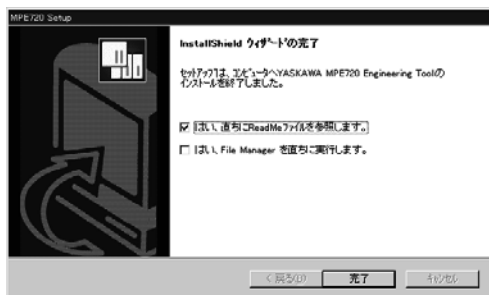 MPE720 Setup
InstallShield ウィザードの完了
セットアップは、コンピュータへYASKAWA MPE720 Engineering Toolの
インストールを終了しました。
はい、直ちにReadMeファイルを参照します。
はい、File Manager を直ちに実行します。
< 戻る(B)
完了
キャンセル